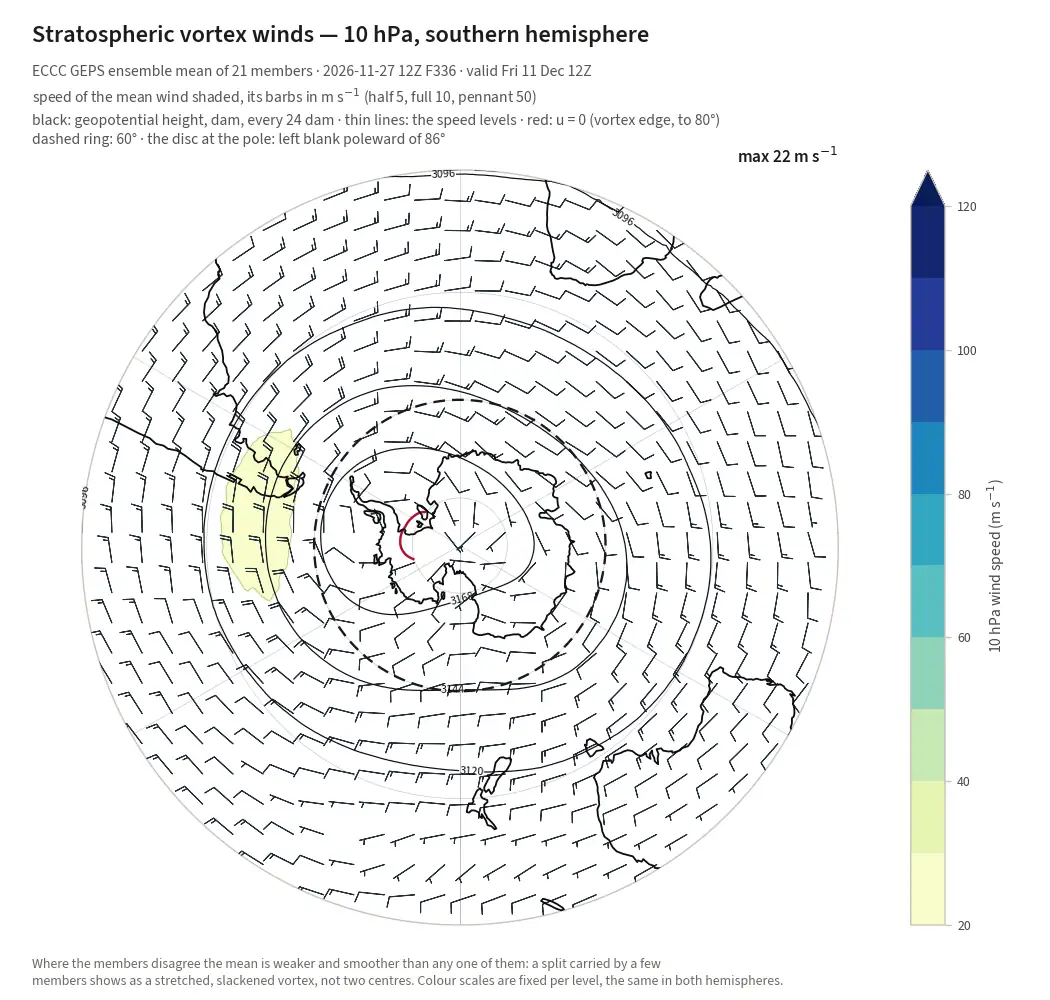 Stratospheric vortex winds — 10 hPa, southern hemisphere
ECCC GEPS ensemble mean of 21 members · 2026-11-27 12Z F336 · valid Fri 11 Dec 12Z
speed of the mean wind shaded, its barbs in m s⁻¹ (half 5, full 10, pennant 50)
black: geopotential height, dam, every 24 dam · thin lines: the speed levels · red: u = 0 (vortex edge, to 80°)
dashed ring: 60° · the disc at the pole: left blank poleward of 86°
max 22 m s⁻¹
3096
3096
3096
3168
3144
3120
120
100
80
60
40
20
10 hPa wind speed (m s⁻¹)
Where the members disagree the mean is weaker and smoother than any one of them: a split carried by a few
members shows as a stretched, slackened vortex, not two centres. Colour scales are fixed per level, the same in both hemispheres.